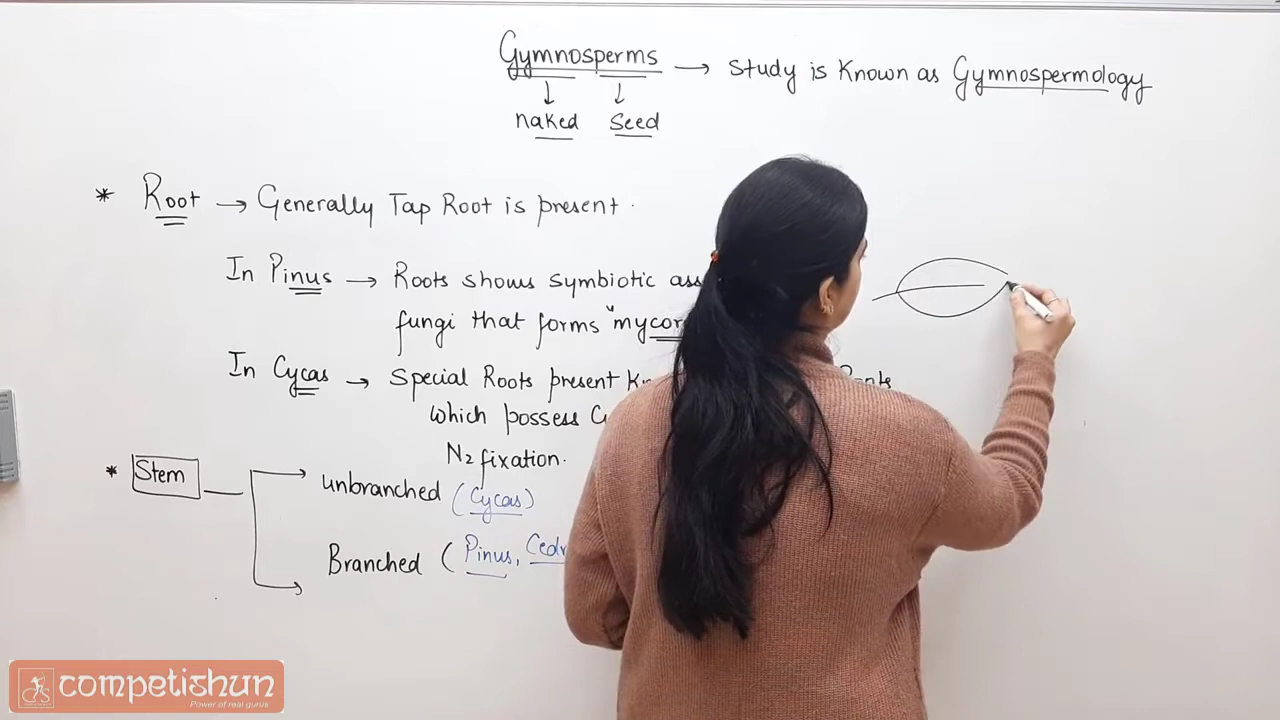 Gymnosperms → Study is Known as Gymnospermology
naked Seed
* Root → Generally Tap Root is present.
In Pinus → Roots shows symbiotic
fungi that forms "
In Cycas → Special Roots present
which possess
N2 fixation.
* Stem
unbranched (Cycas)
Branched (Pinus,
competishun
Power of real gurus